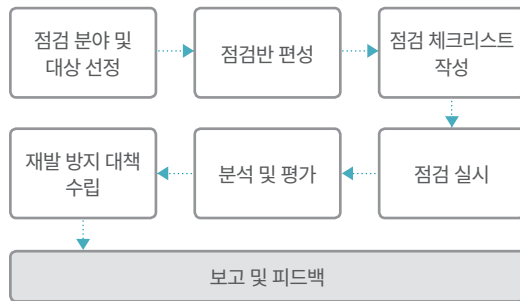 점검 분야 및
대상 선정
점검반 편성
점검 체크리스트
작성
점검 실시
분석 및 평가
재발 방지 대책
수립
보고 및 피드백